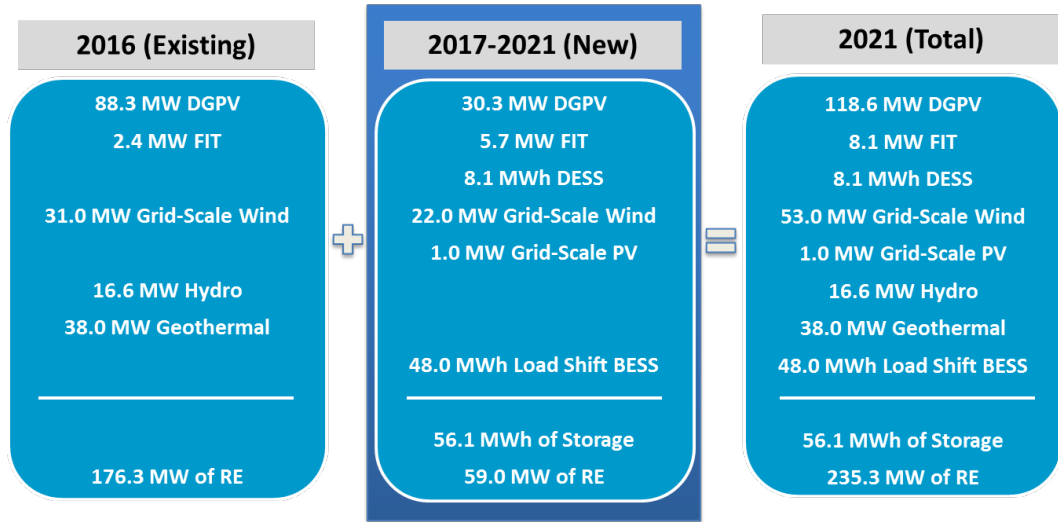 2016 (Existing)
88.3 MW DGPV
2.4 MW FIT
31.0 MW Grid-Scale Wind
16.6 MW Hydro
38.0 MW Geothermal
176.3 MW of RE
2017-2021 (New)
30.3 MW DGPV
5.7 MW FIT
8.1 MWh DESS
22.0 MW Grid-Scale Wind
1.0 MW Grid-Scale PV
48.0 MWh Load Shift BESS
56.1 MWh of Storage
59.0 MW of RE
2021 (Total)
118.6 MW DGPV
8.1 MW FIT
8.1 MWh DESS
53.0 MW Grid-Scale Wind
1.0 MW Grid-Scale PV
16.6 MW Hydro
38.0 MW Geothermal
48.0 MWh Load Shift BESS
56.1 MWh of Storage
235.3 MW of RE